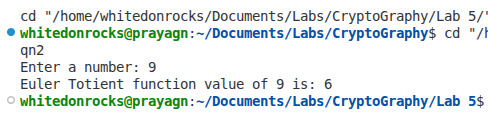 cd "/home/whitedonrocks/Documents/Labs/CryptoGraphy/Lab 5/"
whitedonrocks@prayagn:~/Documents/Labs/CryptoGraphy$ cd "/h
qn2
Enter a number: 9
Euler Totient function value of 9 is: 6
whitedonrocks@prayagn:~/Documents/Labs/CryptoGraphy/Lab 5$